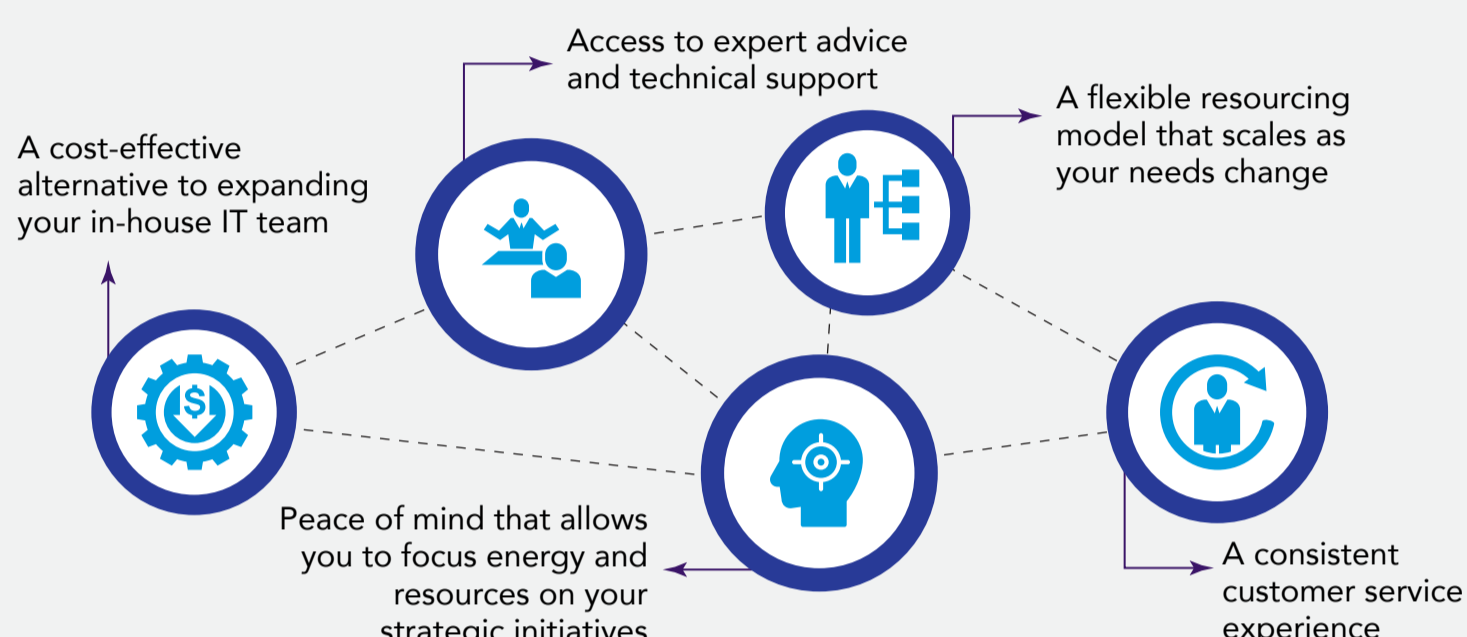 Access to expert advice
and technical support
A flexible resourcing
model that scales as
your needs change
A cost-effective
alternative to expanding
your in-house IT team
$
Peace of mind that allows
you to focus energy and
resources on your
strategic initiatives
A consistent
customer service
experience